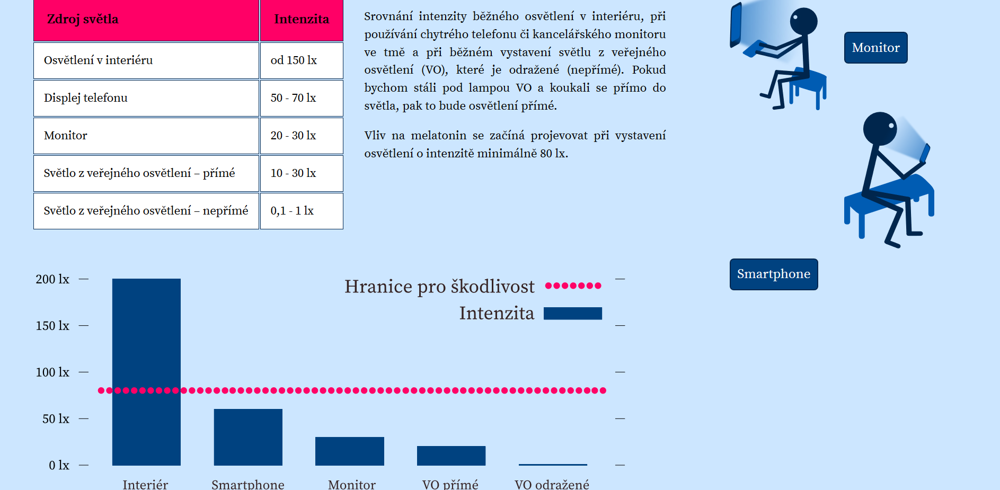 Zdroj světla Intenzita
Osvětlení v interiéru od 150 lx
Displej telefonu 50 - 70 lx
Monitor 20 - 30 lx
Světlo z veřejného osvětlení – přímé 10 - 30 lx
Světlo z veřejného osvětlení – nepřímé 0,1 - 1 lx
Srovnání intenzity běžného osvětlení v interiéru, při
používání chytrého telefonu či kancelářského monitoru
ve tmě a při běžném vystavení světlu z veřejného
osvětlení (VO), které je odražené (nepřímé). Pokud
bychom stáli pod lampou VO a koukali se přímo do
světla, pak to bude osvětlení přímé.
Vliv na melatonin se začíná projevovat při vystavení
osvětlení o intenzitě minimálně 80 lx.
Monitor
Smartphone
Hranice pro škodlivost
Intenzita
200 lx
150 lx
100 lx
50 lx
0 lx
Interiér Smartphone Monitor VO přímé VO odražené